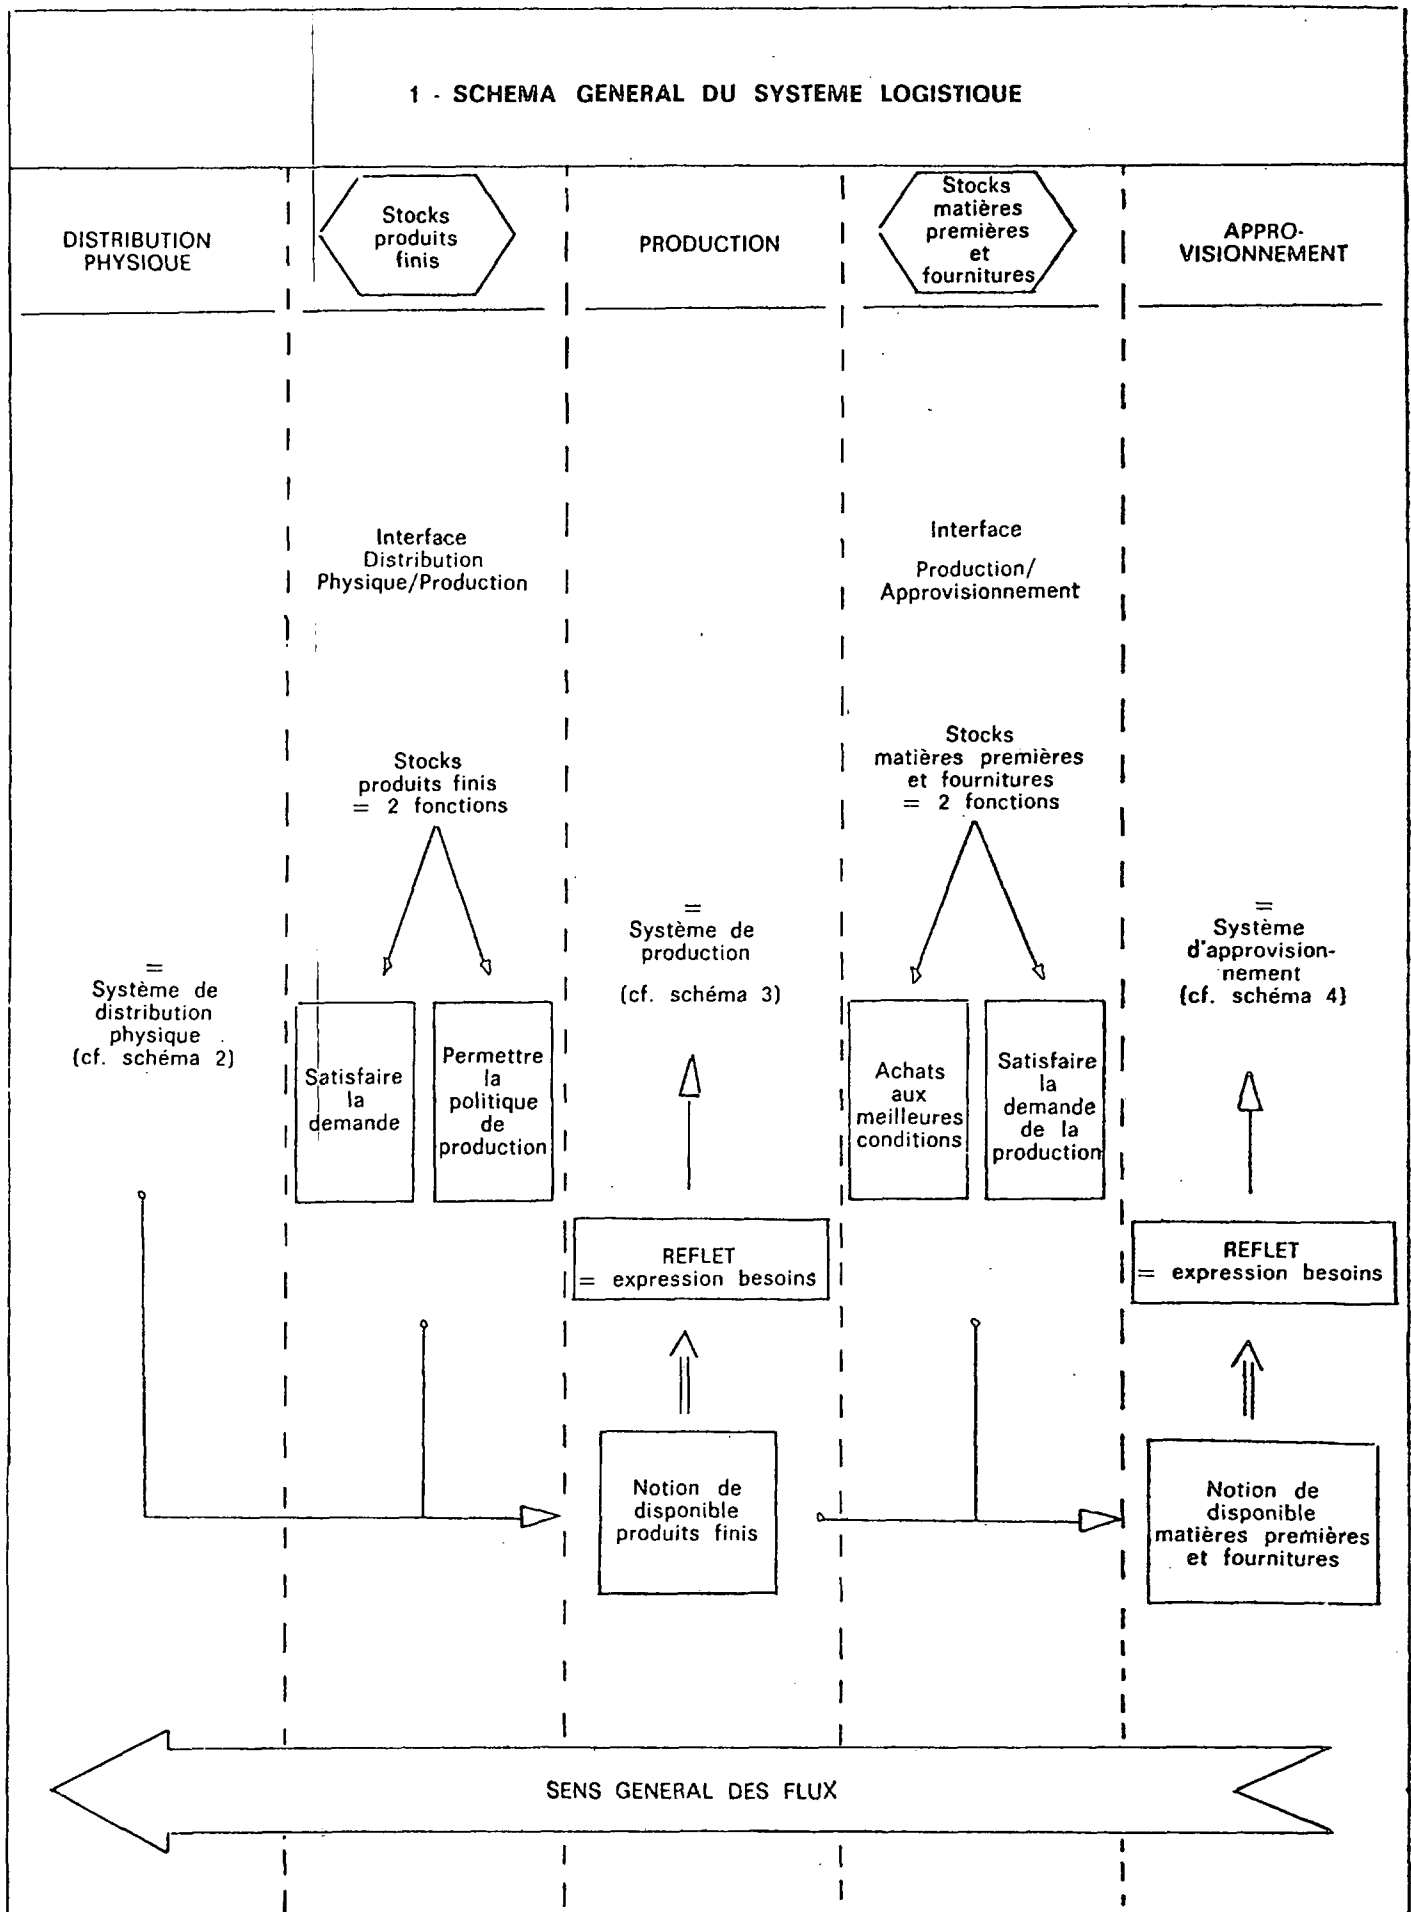 1 - SCHEMA GENERAL DU SYSTEME LOGISTIQUE
DISTRIBUTION
PHYSIQUE
Stocks
produits
finis
PRODUCTION
Stocks
matières
premières
et
fournitures
APPRO-
VISIONNEMENT
Interface
Distribution
Physique/Production
Interface
Production/
Approvisionnement
Stocks
produits finis
= 2 fonctions
Stocks
matières premières
et fournitures
= 2 fonctions
=
Système de
distribution
physique
(cf. schéma 2)
Satisfaire
la
demande
Permettre
la
politique
de
production
=
Système de
production
(cf. schéma 3)
Achats
aux
meilleures
conditions
Satisfaire
la
demande
de la
production
=
Système
d'approvision-
nement
(cf. schéma 4)
REFLET
= expression besoins
REFLET
= expression besoins
Notion de
disponible
produits finis
Notion de
disponible
matières premières
et fournitures
SENS GENERAL DES FLUX